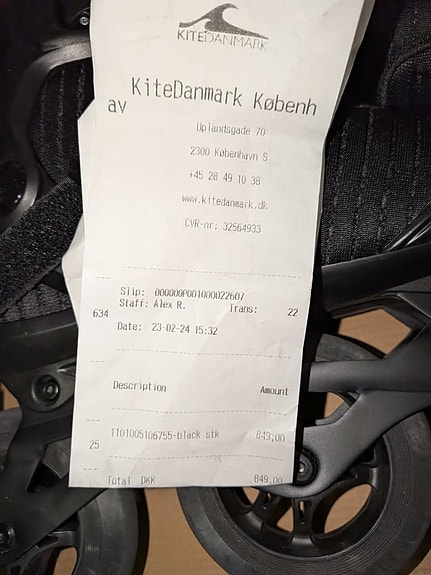 KITEDANMARK
KiteDanmark Københ
av
Uplandsgade 70
2300 København S
+45 28 49 10 38
www.kitedanmark.dk
CVR-nr: 32564933
Slip: 000000P001000022607
Staff: Alex R. Trans: 22
634
Date: 23-02-24 15:32
Description Amount
1101005106755-black stk 849,00
25
Total DKK 849,00